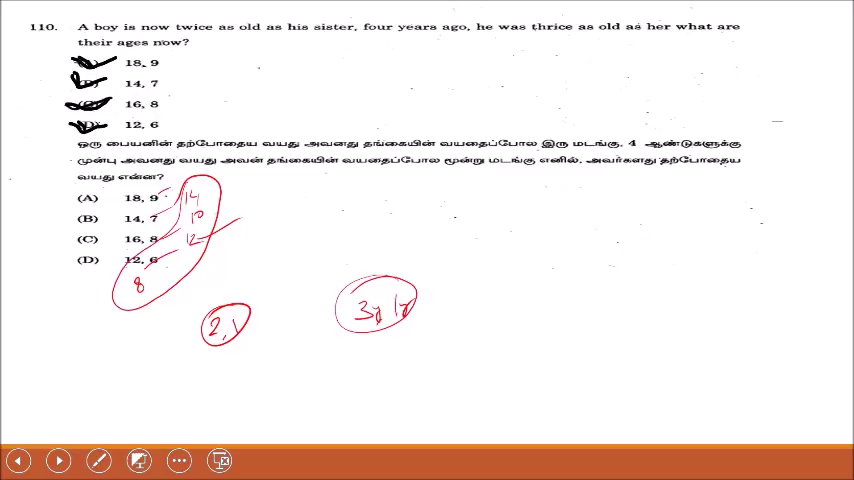 110. A boy is now twice as old as his sister, four years ago, he was thrice as old as her what are
their ages now?
18, 9
14, 7
16, 8
12, 6
ஒரு பையனின் தற்போதைய வயது அவனது தங்கையின் வயதைப்போல இரு மடங்கு. 4 ஆண்டுகளுக்கு
முன்பு அவனது வயது அவன் தங்கையின் வயதைப்போல மூன்று மடங்கு எனில், அவர்களது தற்போதைய
வயது என்ன?
(A) 18, 9 14
(B) 14, 7 10
(C) 16, 8 12
(D) 12, 6
8
2, 1
3y